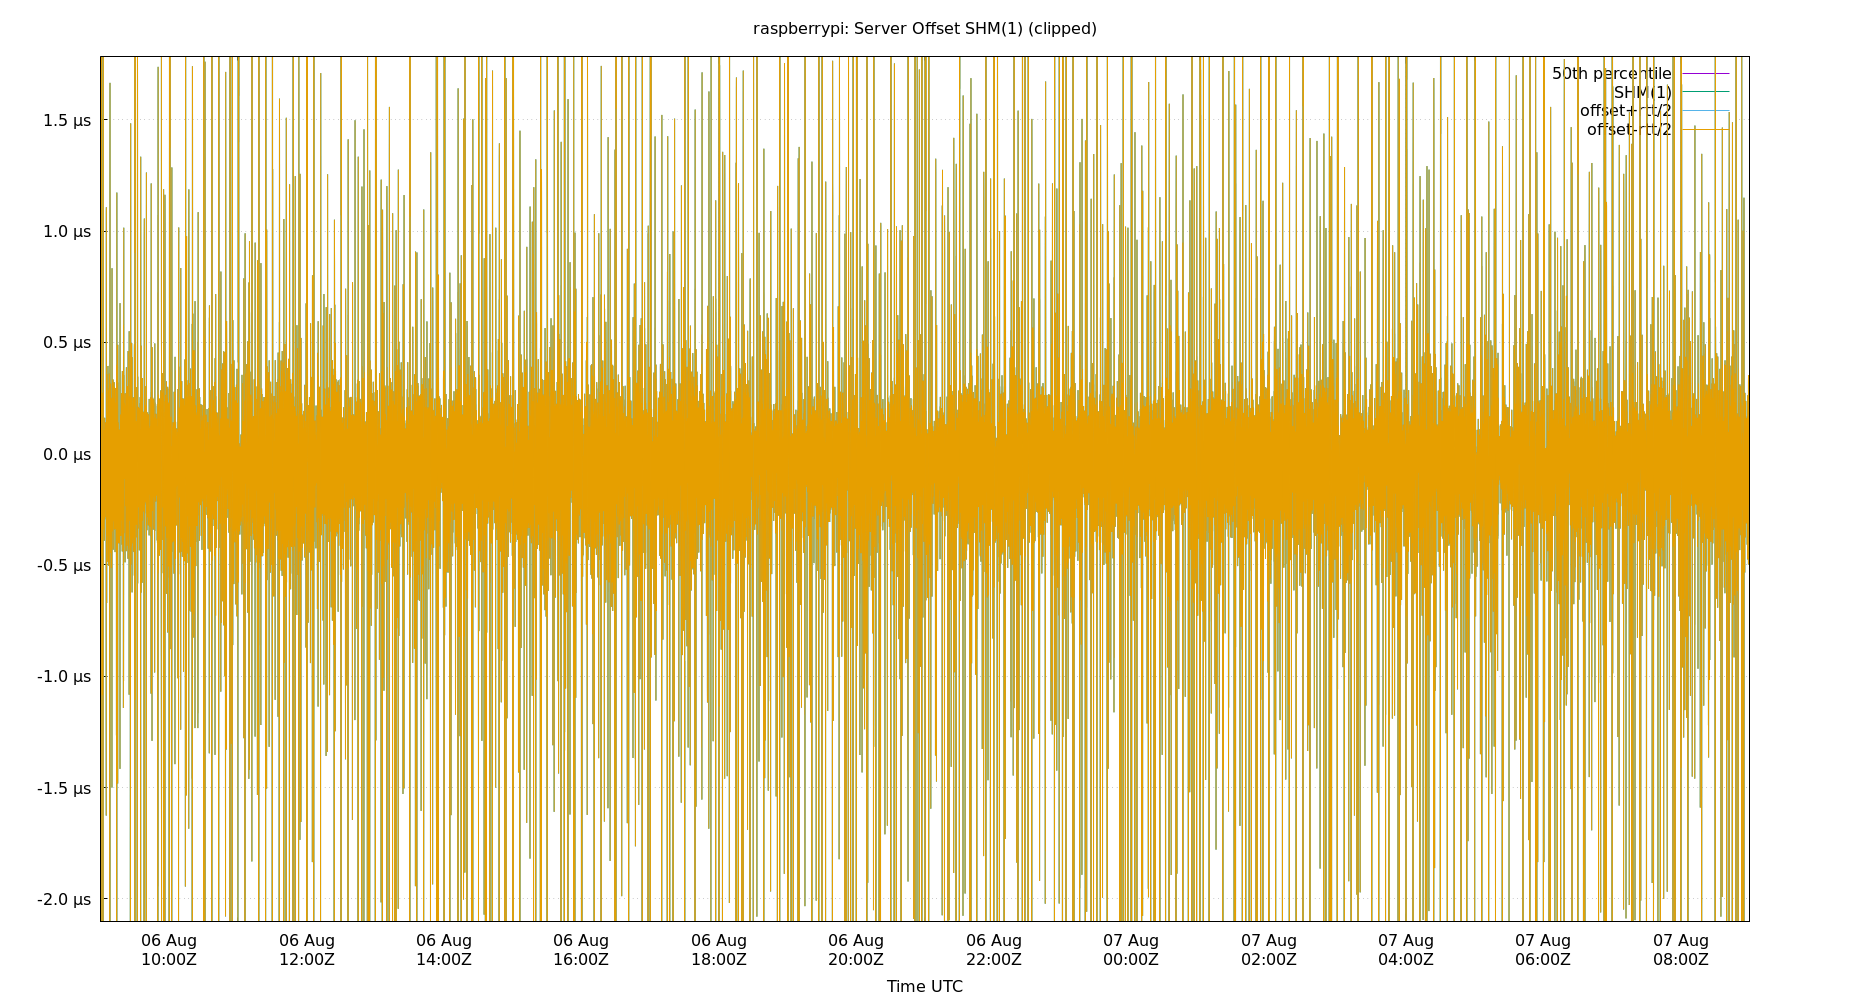 raspberrypi: Server Offset SHM(1) (clipped)
50th percentile
SHM(1)
offset+rtt/2
offset-rtt/2
1.5 µs
1.0 µs
0.5 µs
0.0 µs
-0.5 µs
-1.0 µs
-1.5 µs
-2.0 µs
06 Aug 06 Aug 06 Aug 06 Aug 06 Aug 06 Aug 06 Aug 07 Aug 07 Aug 07 Aug 07 Aug 07 Aug
10:00Z 12:00Z 14:00Z 16:00Z 18:00Z 20:00Z 22:00Z 00:00Z 02:00Z 04:00Z 06:00Z 08:00Z
Time UTC